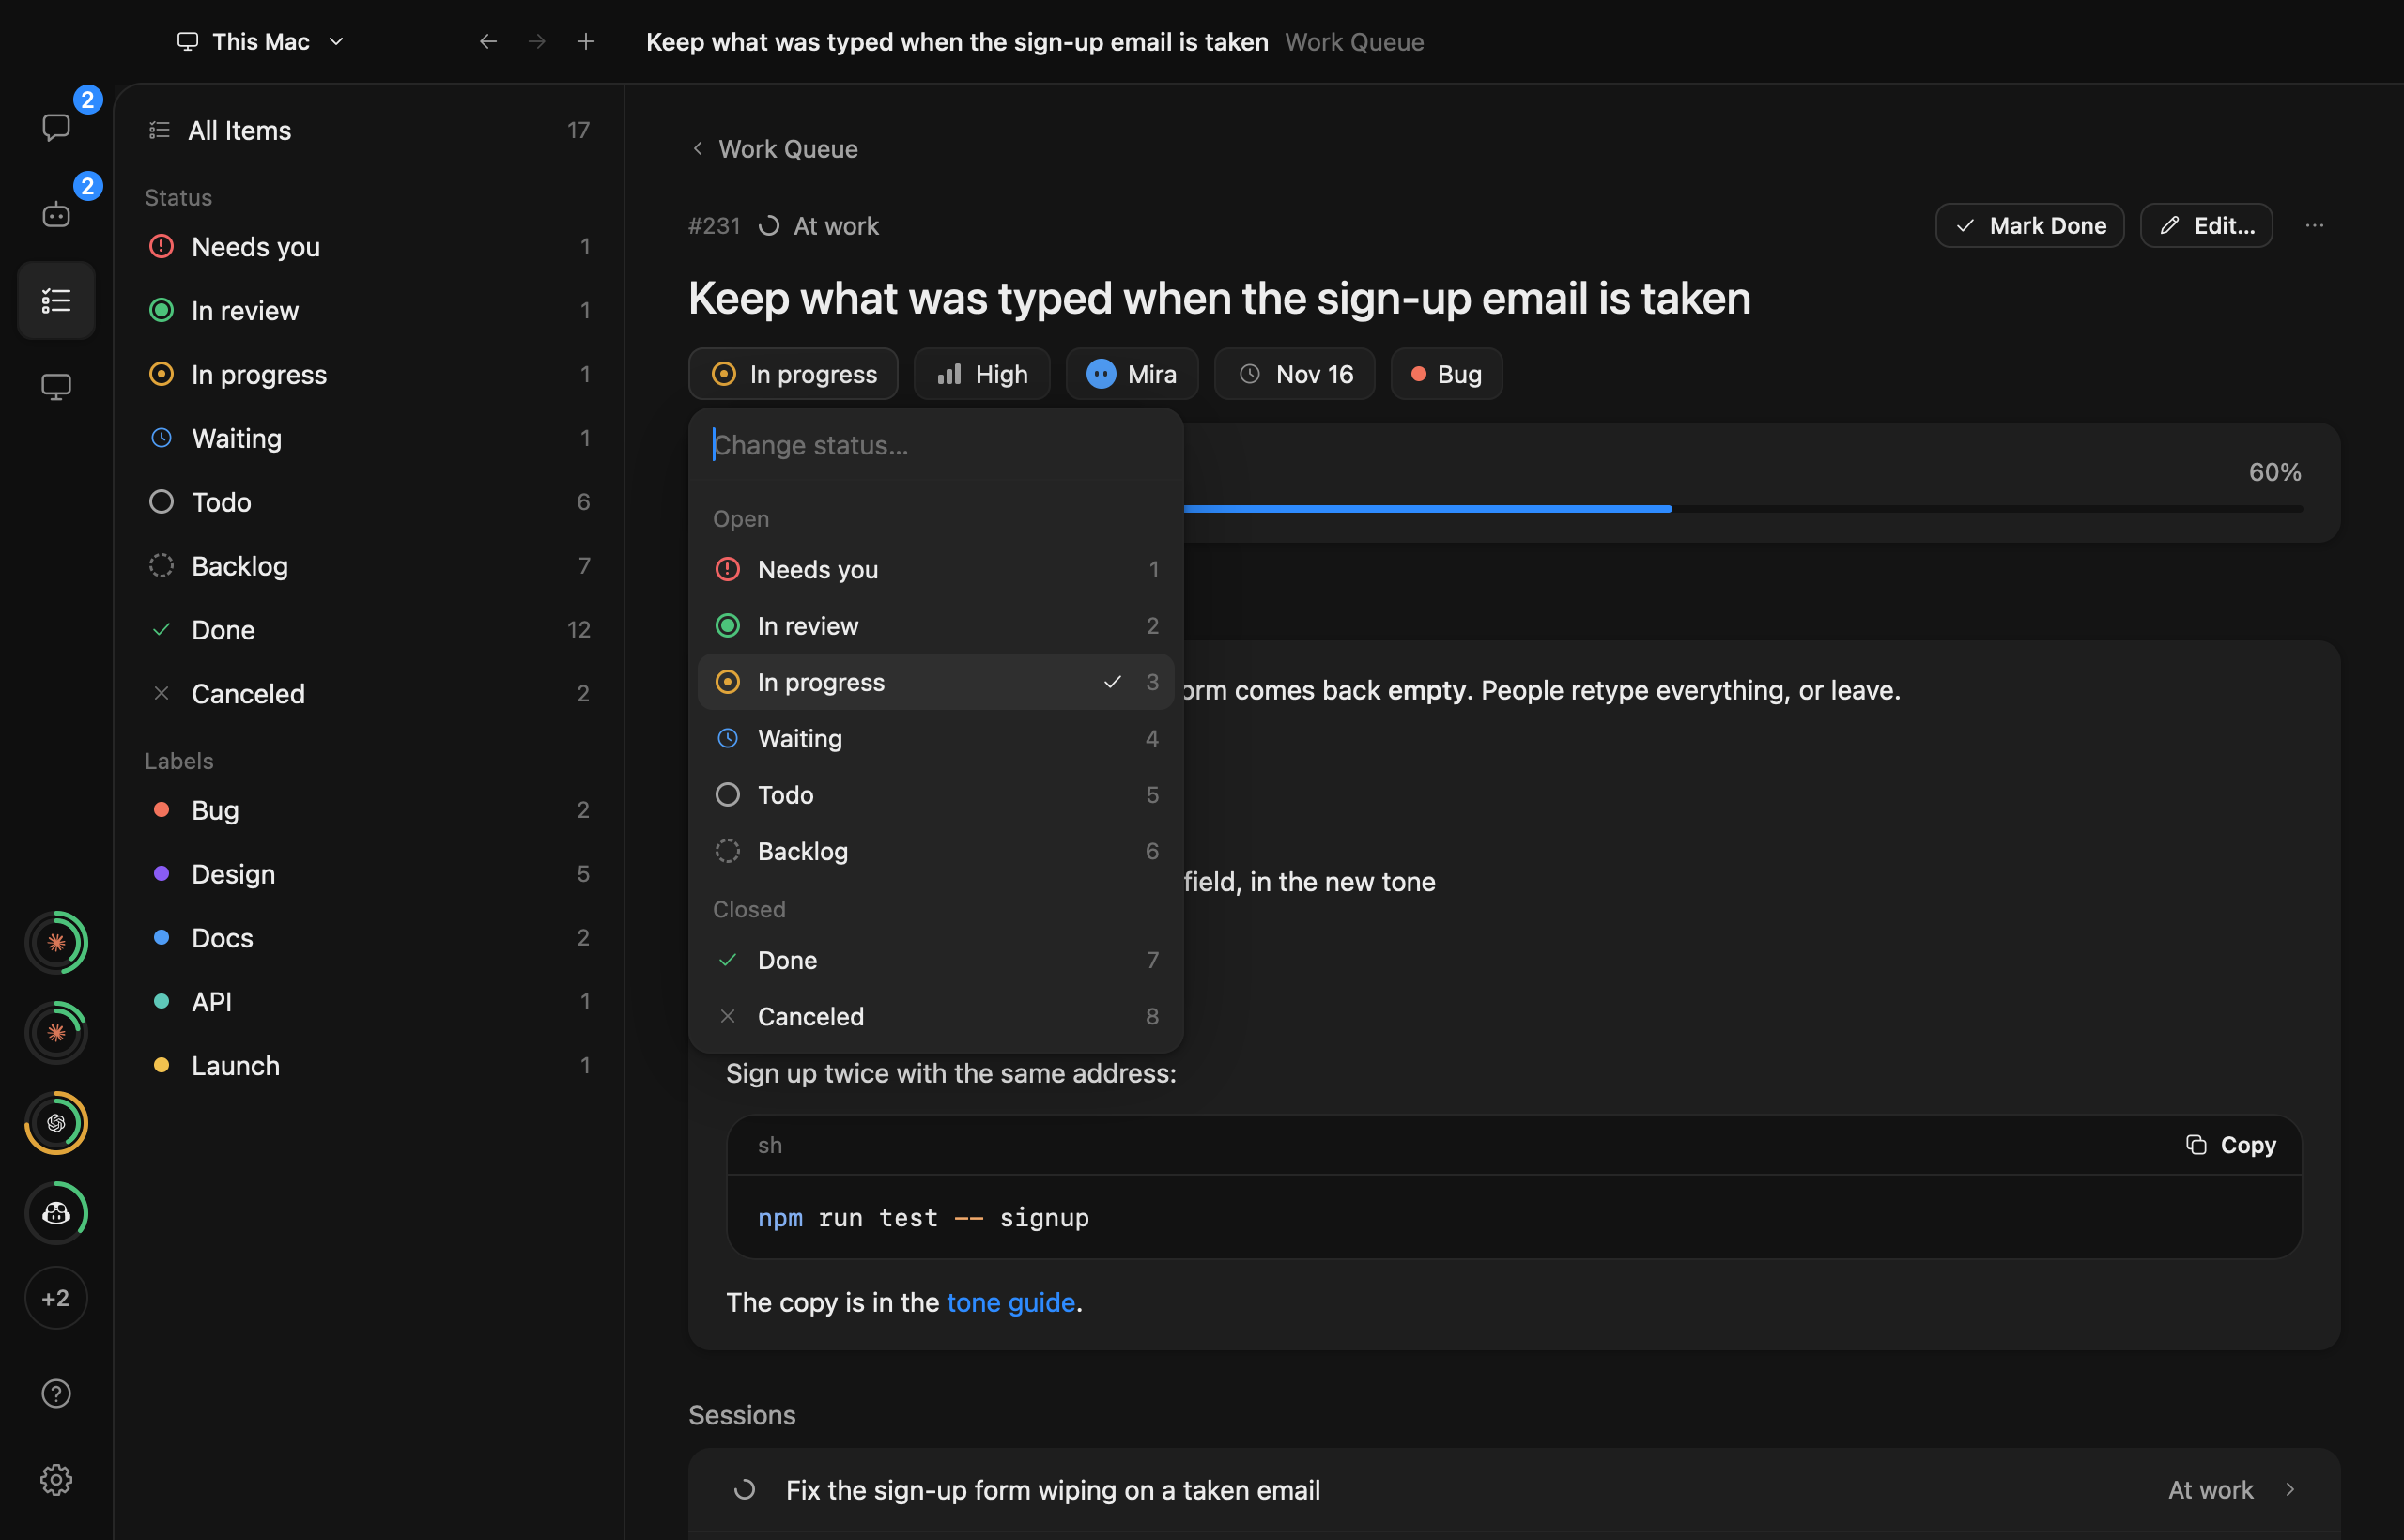 This Mac
Keep what was typed when the sign-up email is taken Work Queue
2
2
All Items 17
Status
Needs you 1
In review 1
In progress 1
Waiting 1
Todo 6
Backlog 7
Done 12
Canceled 2
Labels
Bug 2
Design 5
Docs 2
API 1
Launch 1
+2
Work Queue
#231 At work
Mark Done
Edit...
Keep what was typed when the sign-up email is taken
In progress
High
Mira
Nov 16
Bug
Change status...
60%
Open
Needs you 1
In review 2
In progress 3
Waiting 4
Todo 5
Backlog 6
Closed
Done 7
Canceled 8
orm comes back empty. People retype everything, or leave.
field, in the new tone
Sign up twice with the same address:
sh
Copy
npm run test -- signup
The copy is in the tone guide.
Sessions
Fix the sign-up form wiping on a taken email
At work